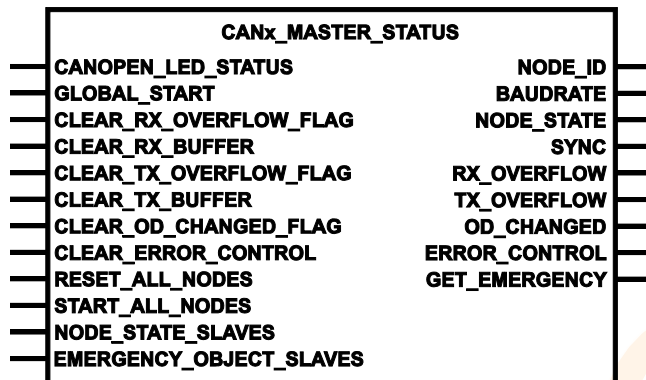 CANx_MASTER_STATUS
CANOPEN_LED_STATUS NODE_ID
GLOBAL_START BAUDRATE
CLEAR_RX_OVERFLOW_FLAG NODE_STATE
CLEAR_RX_BUFFER SYNC
CLEAR_TX_OVERFLOW_FLAG RX_OVERFLOW
CLEAR_TX_BUFFER TX_OVERFLOW
CLEAR_OD_CHANGED_FLAG OD_CHANGED
CLEAR_ERROR_CONTROL ERROR_CONTROL
RESET_ALL_NODES GET_EMERGENCY
START_ALL_NODES
NODE_STATE_SLAVES
EMERGENCY_OBJECT_SLAVES